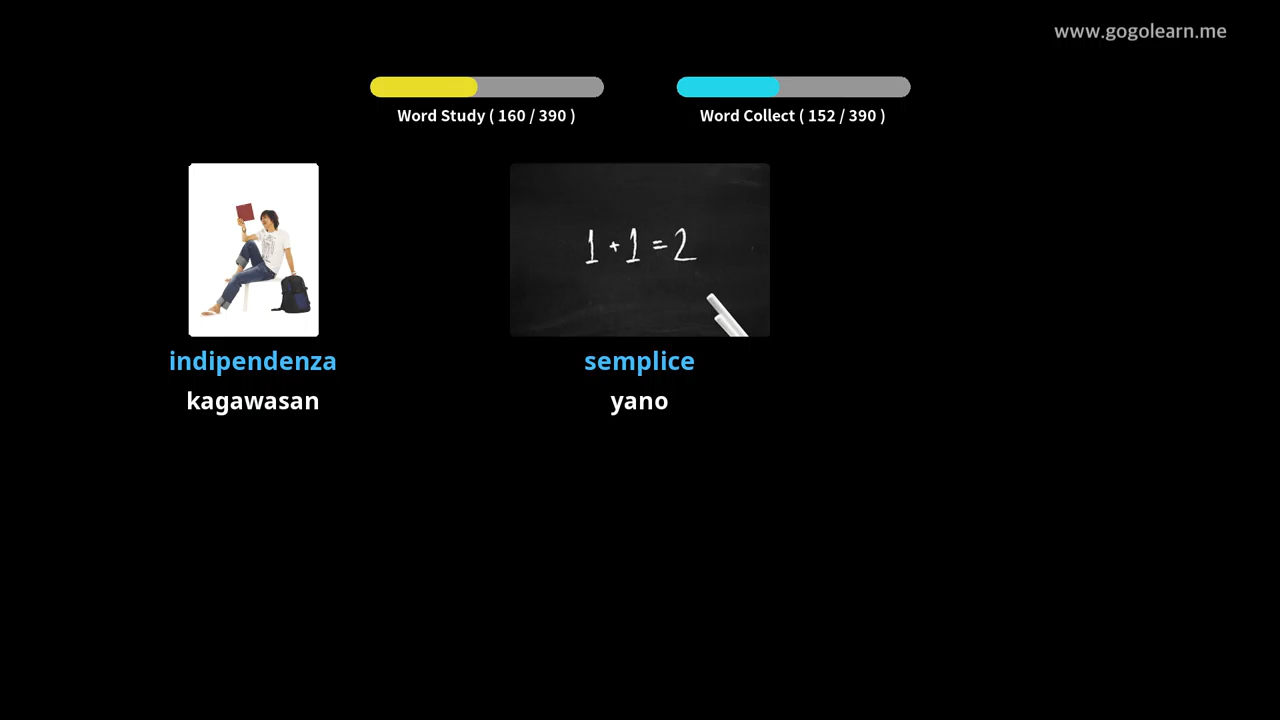 www.gogolearn.me
Word Study ( 160 / 390 )
Word Collect ( 152 / 390 )
1 + 1 = 2
indipendenza
semplice
kagawasan
yano